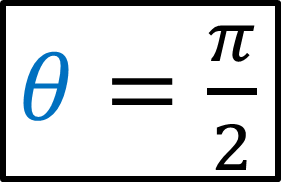 θ = π/2